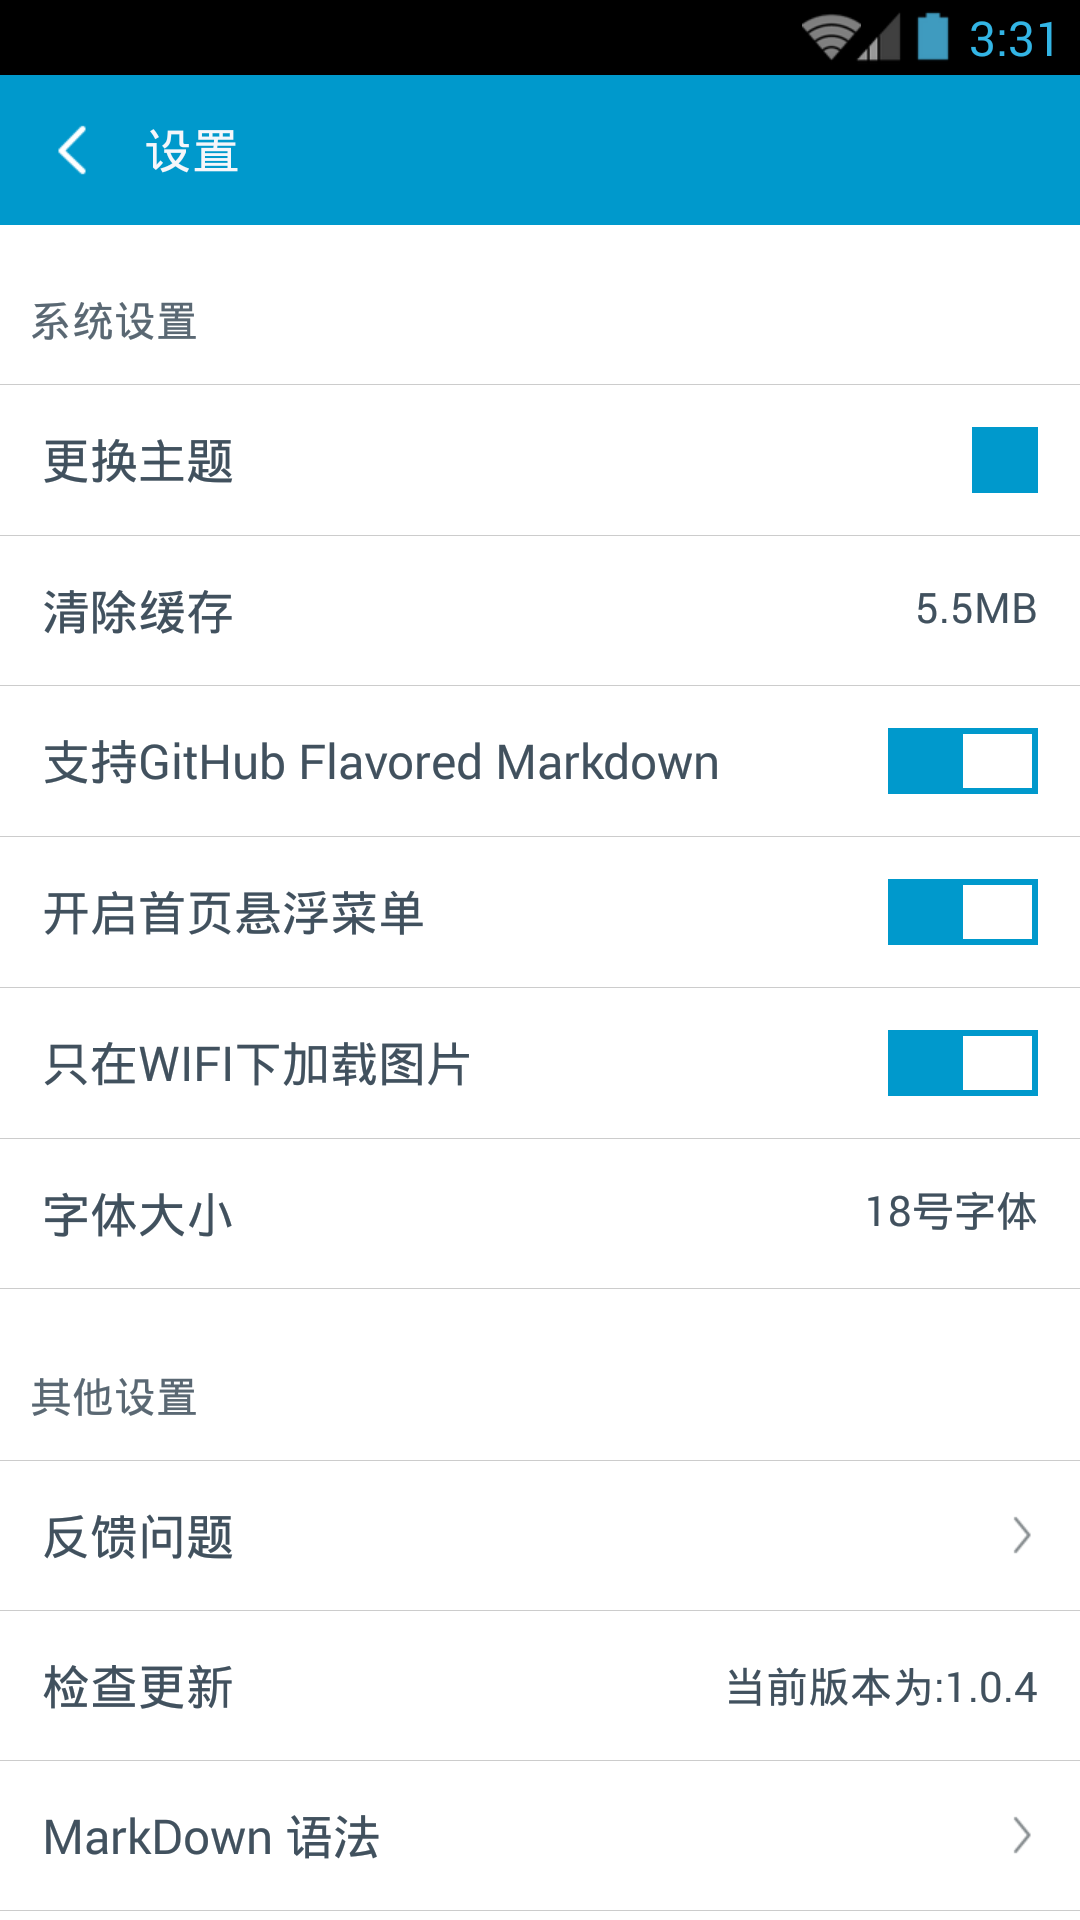 3:31
设置
系统设置
更换主题
清除缓存 5.5MB
支持GitHub Flavored Markdown
开启首页悬浮菜单
只在WIFI下加载图片
字体大小 18号字体
其他设置
反馈问题
检查更新 当前版本为:1.0.4
MarkDown 语法